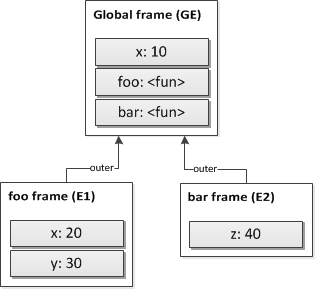 Global frame (GE)
x: 10
foo: <fun>
bar: <fun>
outer
outer
foo frame (E1)
x: 20
y: 30
bar frame (E2)
z: 40